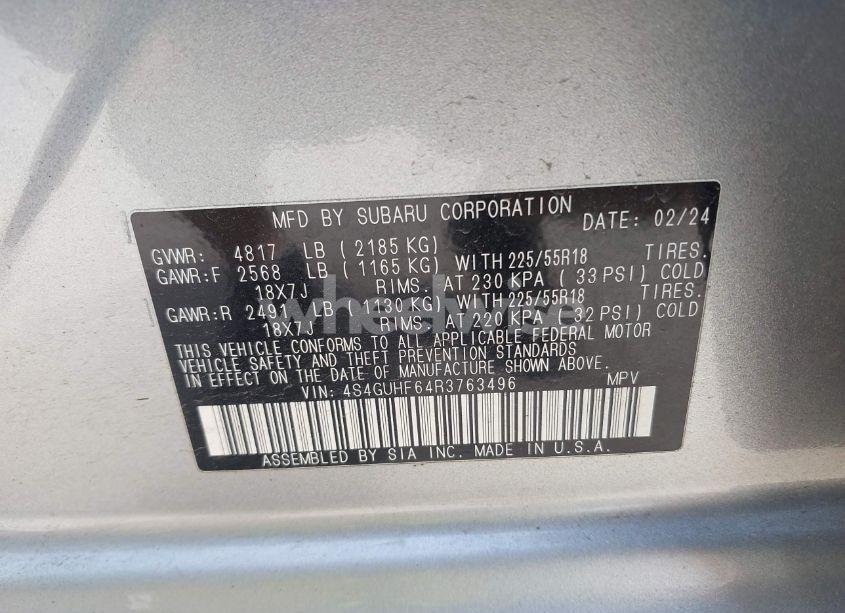 MFD BY SUBARU CORPORATION DATE: 02/24
GVWR: 4817 LB ( 2185 KG)
GAWR:F 2568 LB ( 1165 KG) WITH 225/55R18 TIRES.
18X7J RIMS. AT 230 KPA ( 33 PSI) COLD
GAWR:R 2491 LB ( 1130 KG) WITH 225/55R18 TIRES.
18X7J RIMS. AT 220 KPA ( 32 PSI) COLD
THIS VEHICLE CONFORMS TO ALL APPLICABLE FEDERAL MOTOR
VEHICLE SAFETY AND THEFT PREVENTION STANDARDS
IN EFFECT ON THE DATE OF MANUFACTURE SHOWN ABOVE.
VIN: 4S4GUHF64R3763496 MPV
ASSEMBLED BY SIA INC. MADE IN U.S.A.